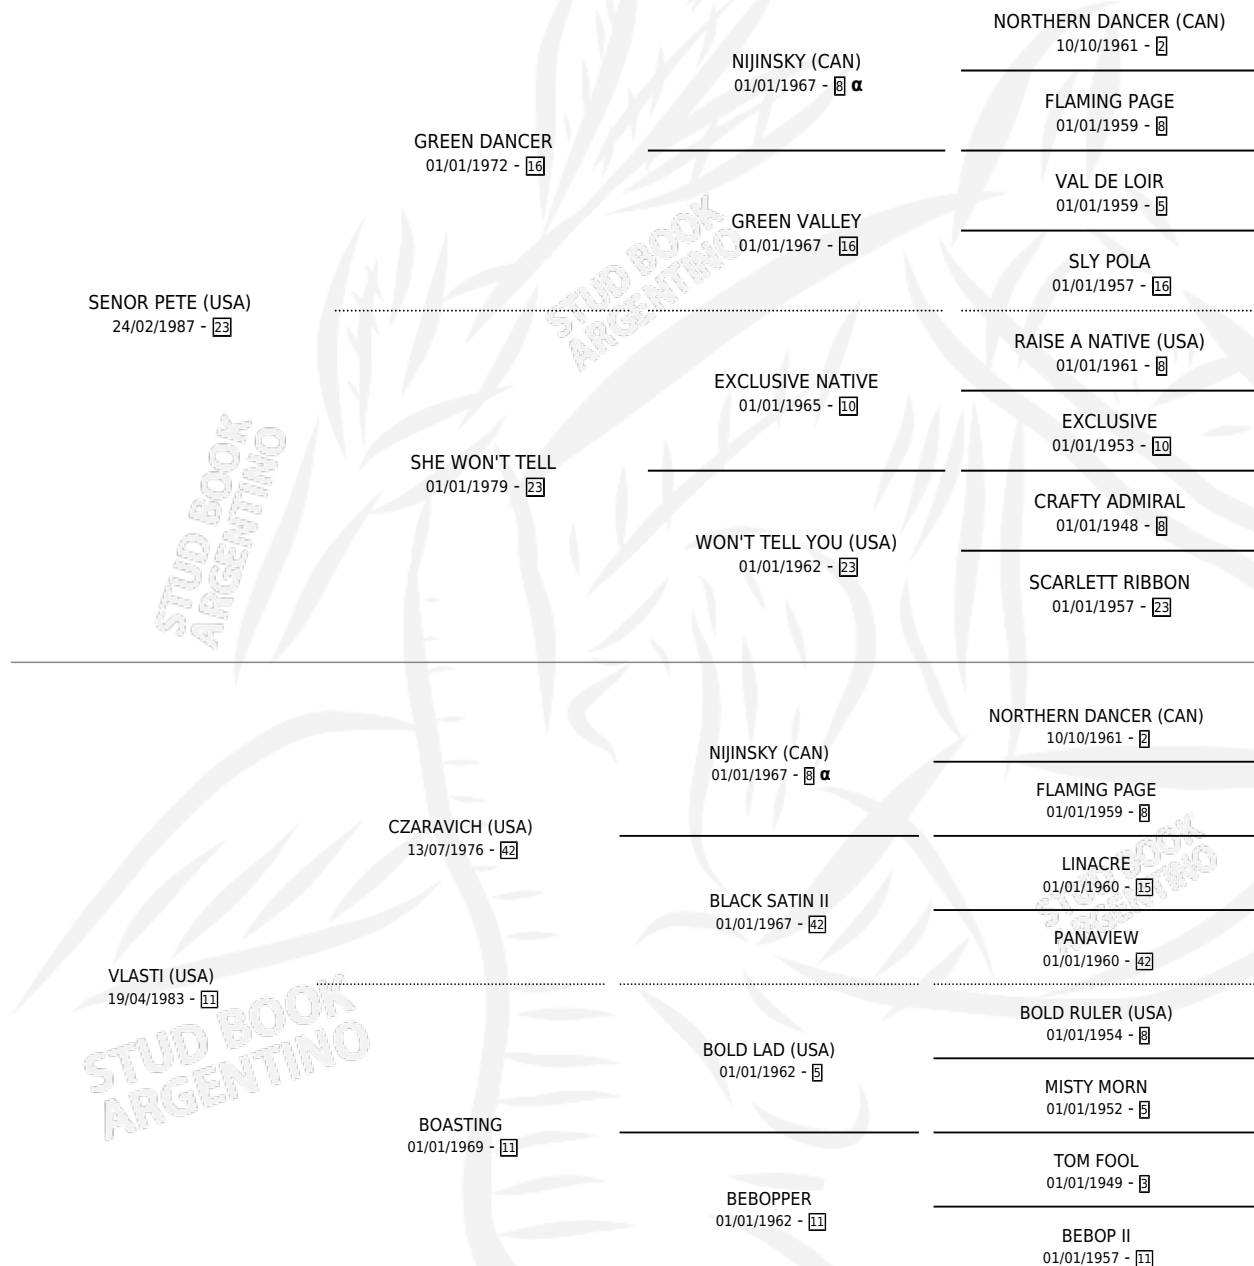 NORTHERN DANCER (CAN)
10/10/1961 - 2
NIJINSKY (CAN)
01/01/1967 - 8 α
FLAMING PAGE
01/01/1959 - 8
GREEN DANCER
01/01/1972 - 16
VAL DE LOIR
01/01/1959 - 5
GREEN VALLEY
01/01/1967 - 16
SLY POLA
01/01/1957 - 16
SENOR PETE (USA)
24/02/1987 - 23
RAISE A NATIVE (USA)
01/01/1961 - 8
EXCLUSIVE NATIVE
01/01/1965 - 10
EXCLUSIVE
01/01/1953 - 10
SHE WON'T TELL
01/01/1979 - 23
CRAFTY ADMIRAL
01/01/1948 - 8
WON'T TELL YOU (USA)
01/01/1962 - 23
SCARLETT RIBBON
01/01/1957 - 23
NORTHERN DANCER (CAN)
10/10/1961 - 2
NIJINSKY (CAN)
01/01/1967 - 8 α
FLAMING PAGE
01/01/1959 - 8
CZARAVICH (USA)
13/07/1976 - 42
LINACRE
01/01/1960 - 15
BLACK SATIN II
01/01/1967 - 42
PANAVIEW
01/01/1960 - 42
VLASTI (USA)
19/04/1983 - 11
BOLD RULER (USA)
01/01/1954 - 8
BOLD LAD (USA)
01/01/1962 - 5
MISTY MORN
01/01/1952 - 5
BOASTING
01/01/1969 - 11
TOM FOOL
01/01/1949 - 3
BEBOPPER
01/01/1962 - 11
BEBOP II
01/01/1957 - 11
STUD BOOK
ARGENTINO
STUD BOOK
ARGENTINO
STUD BOOK
ARGENTINO
STUD BOOK
ARGENTINO